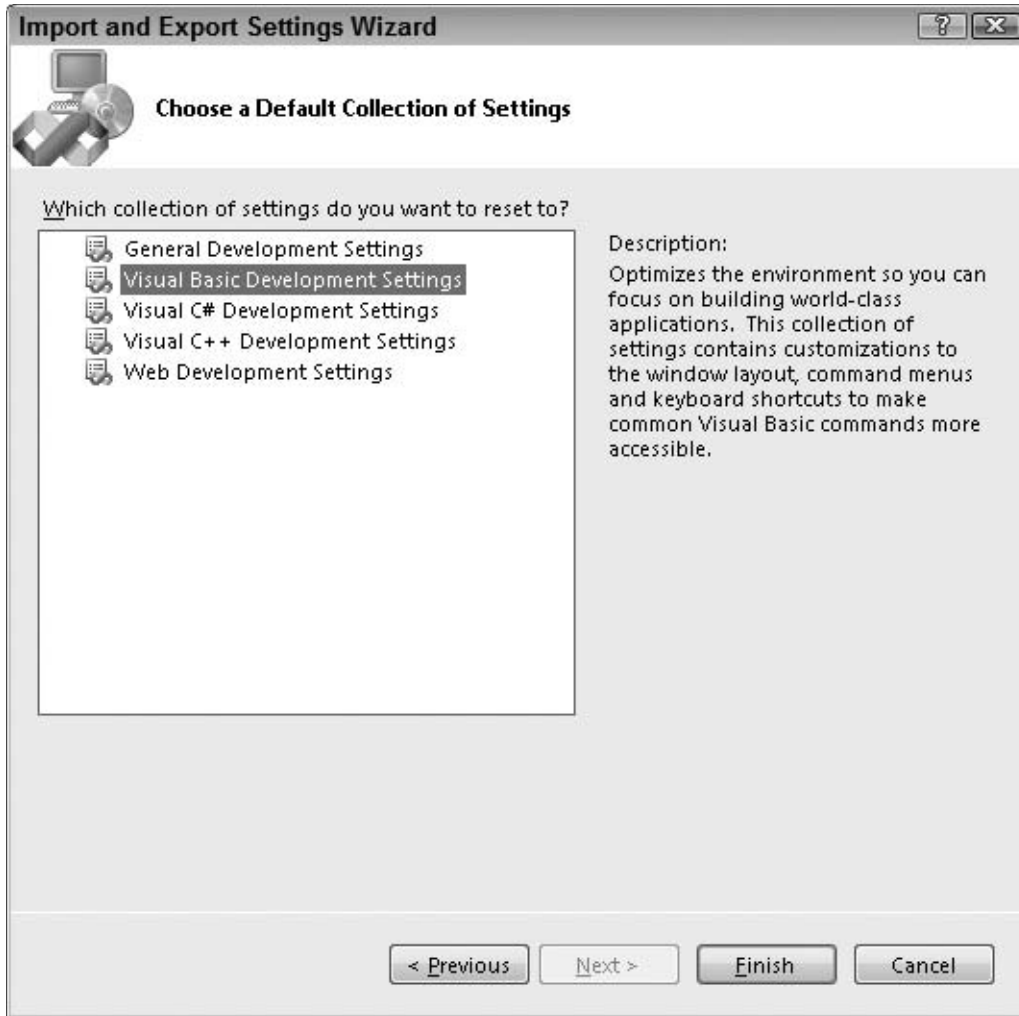 Import and Export Settings Wizard
Choose a Default Collection of Settings
Which collection of settings do you want to reset to?
General Development Settings
Visual Basic Development Settings
Visual C# Development Settings
Visual C++ Development Settings
Web Development Settings
Description:
Optimizes the environment so you can
focus on building world-class
applications. This collection of
settings contains customizations to
the window layout, command menus
and keyboard shortcuts to make
common Visual Basic commands more
accessible.
< Previous
Next >
Finish
Cancel